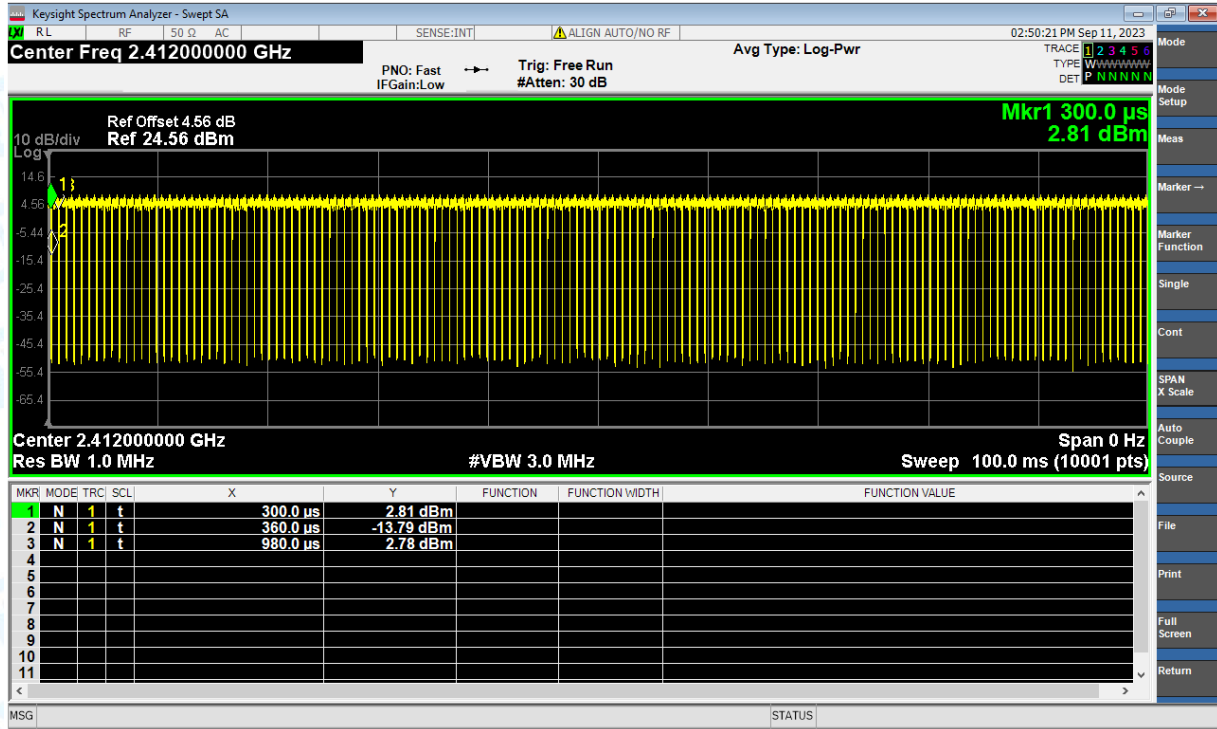 Keysight Spectrum Analyzer - Swept SA
LXI RL RF 50 Ω AC SENSE:INT ALIGN AUTO/NO RF 02:50:21 PM Sep 11, 2023
Center Freq 2.412000000 GHz
PNO: Fast
IFGain:Low
Trig: Free Run
#Atten: 30 dB
Avg Type: Log-Pwr
TRACE 1 2 3 4 5 6
TYPE WWWWWW
DET P N N N N N
Ref Offset 4.56 dB
10 dB/div Ref 24.56 dBm
Log
Mkr1 300.0 µs
2.81 dBm
14.6
4.56
-5.44
-15.4
-25.4
-35.4
-45.4
-55.4
-65.4
1 3
2
Center 2.412000000 GHz Span 0 Hz
Res BW 1.0 MHz #VBW 3.0 MHz Sweep 100.0 ms (10001 pts)
MKR MODE TRC SCL X Y FUNCTION FUNCTION WIDTH FUNCTION VALUE
1 N 1 t 300.0 µs 2.81 dBm
2 N 1 t 360.0 µs -13.79 dBm
3 N 1 t 980.0 µs 2.78 dBm
4
5
6
7
8
9
10
11
MSG STATUS
Mode
Mode
Setup
Meas
Marker →
Marker
Function
Single
Cont
SPAN
X Scale
Auto
Couple
Source
File
Print
Full
Screen
Return